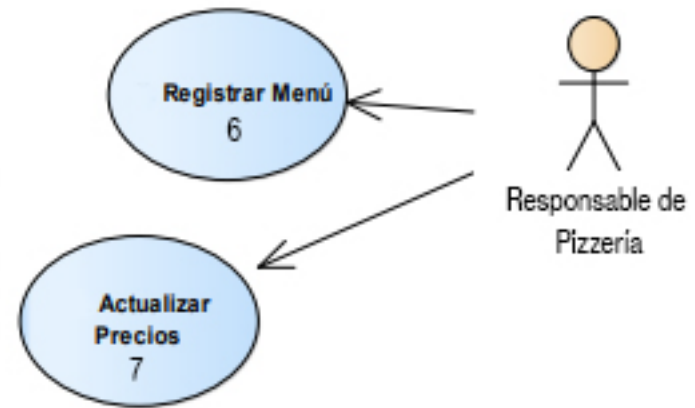 Registrar Menú
6
Responsable de
Pizzería
Actualizar
Precios
7